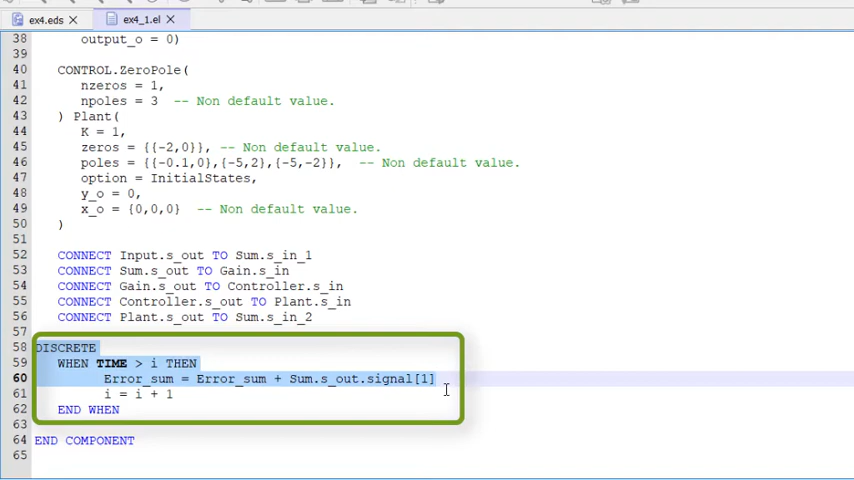 ex4.eds
ex4_1.el
38 output_o = 0)
39
40 CONTROL.ZeroPole(
41 nzeros = 1,
42 npoles = 3 -- Non default value.
43 ) Plant(
44 K = 1,
45 zeros = {{-2,0}}, -- Non default value.
46 poles = {{-0.1,0},{-5,2},{-5,-2}}, -- Non default value.
47 option = InitialStates,
48 y_o = 0,
49 x_o = {0,0,0} -- Non default value.
50 )
51
52 CONNECT Input.s_out TO Sum.s_in_1
53 CONNECT Sum.s_out TO Gain.s_in
54 CONNECT Gain.s_out TO Controller.s_in
55 CONNECT Controller.s_out TO Plant.s_in
56 CONNECT Plant.s_out TO Sum.s_in_2
57
58 DISCRETE
59 WHEN TIME > i THEN
60 Error_sum = Error_sum + Sum.s_out.signal[1]
61 i = i + 1
62 END WHEN
63
64 END COMPONENT
65